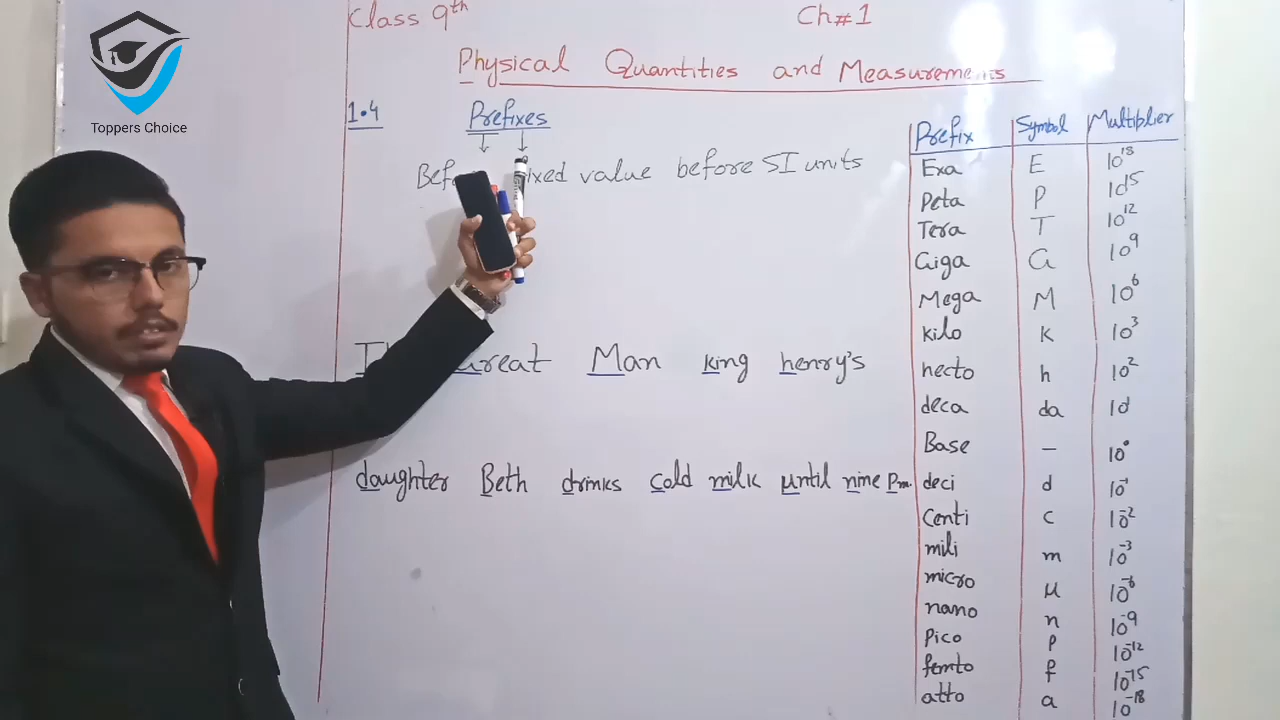 Toppers Choice
Class 9th Ch#1
Physical Quantities and Measurements
1.4 Prefixes
fixed value before SI units
Great Man king henry's
daughter Beth drinks cold milk μntil nine Pm.
Prefix Symbol Multiplier
Exa E 10^18
Peta P 10^15
Tera T 10^12
Giga G 10^9
Mega M 10^6
kilo K 10^3
hecto h 10^2
deca da 10^1
Base — 10^0
deci d 10^-1
Centi c 10^-2
mili m 10^-3
micro μ 10^-6
nano n 10^-9
Pico p 10^-12
femto f 10^-15
atto a 10^-18